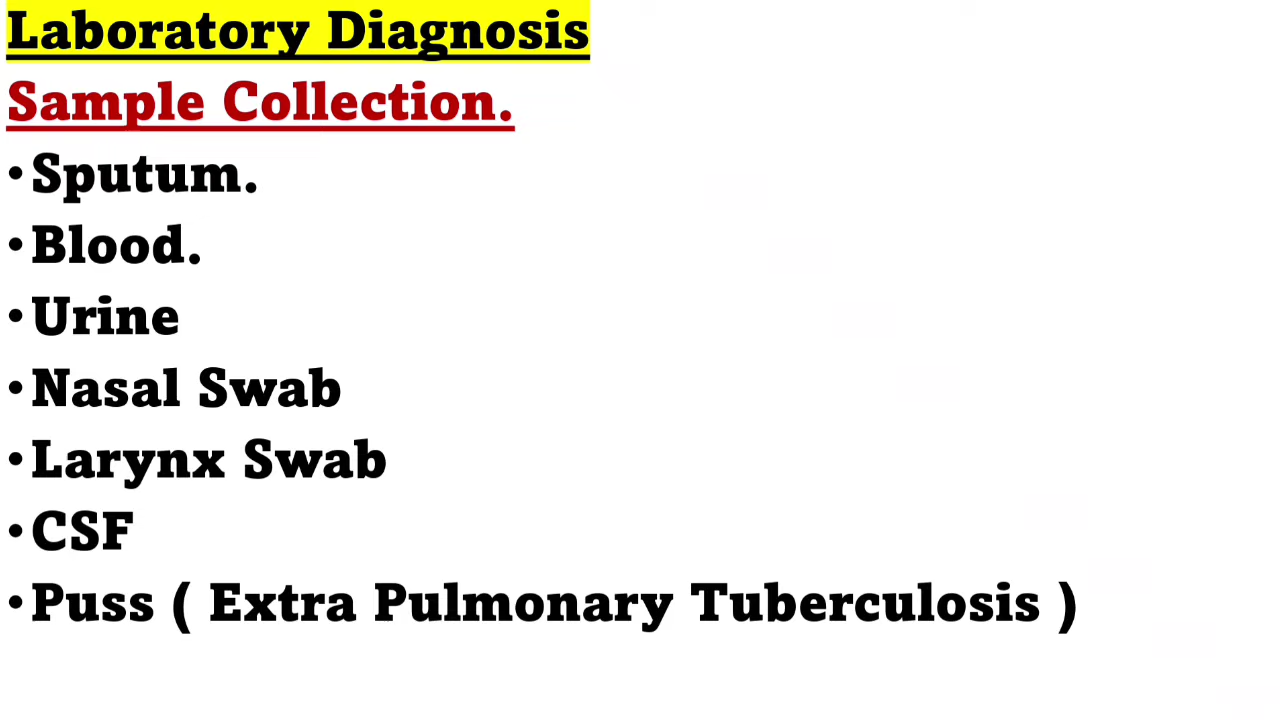 Laboratory Diagnosis
Sample Collection.
•Sputum.
•Blood.
•Urine
•Nasal Swab
•Larynx Swab
•CSF
•Puss ( Extra Pulmonary Tuberculosis )